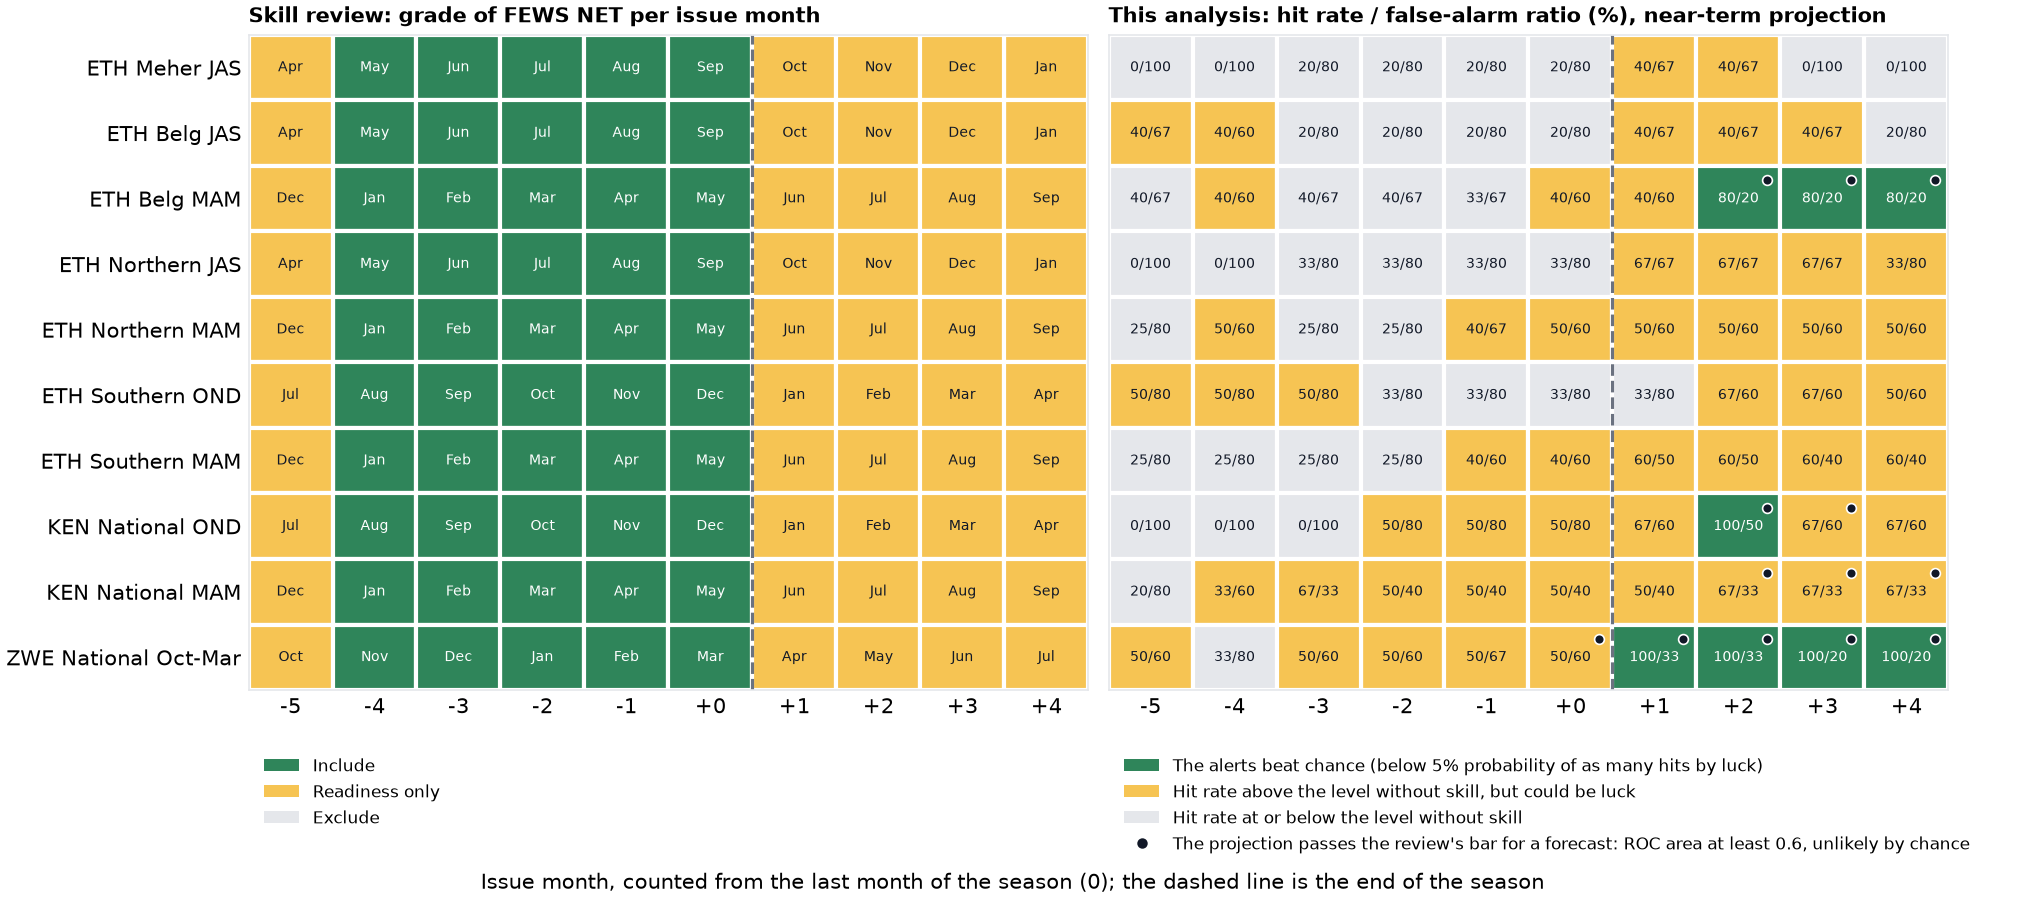 Skill review: grade of FEWS NET per issue month
This analysis: hit rate / false-alarm ratio (%), near-term projection
ETH Meher JAS Apr May Jun Jul Aug Sep Oct Nov Dec Jan 0/100 0/100 20/80 20/80 20/80 20/80 40/67 40/67 0/100 0/100
ETH Belg JAS Apr May Jun Jul Aug Sep Oct Nov Dec Jan 40/67 40/60 20/80 20/80 20/80 20/80 40/67 40/67 40/67 20/80
ETH Belg MAM Dec Jan Feb Mar Apr May Jun Jul Aug Sep 40/67 40/60 40/67 40/67 33/67 40/60 40/60 80/20 80/20 80/20
ETH Northern JAS Apr May Jun Jul Aug Sep Oct Nov Dec Jan 0/100 0/100 33/80 33/80 33/80 33/80 67/67 67/67 67/67 33/80
ETH Northern MAM Dec Jan Feb Mar Apr May Jun Jul Aug Sep 25/80 50/60 25/80 25/80 40/67 50/60 50/60 50/60 50/60 50/60
ETH Southern OND Jul Aug Sep Oct Nov Dec Jan Feb Mar Apr 50/80 50/80 50/80 33/80 33/80 33/80 33/80 67/60 67/60 50/60
ETH Southern MAM Dec Jan Feb Mar Apr May Jun Jul Aug Sep 25/80 25/80 25/80 25/80 40/60 40/60 60/50 60/50 60/40 60/40
KEN National OND Jul Aug Sep Oct Nov Dec Jan Feb Mar Apr 0/100 0/100 0/100 50/80 50/80 50/80 67/60 100/50 67/60 67/60
KEN National MAM Dec Jan Feb Mar Apr May Jun Jul Aug Sep 20/80 33/60 67/33 50/40 50/40 50/40 50/40 67/33 67/33 67/33
ZWE National Oct-Mar Oct Nov Dec Jan Feb Mar Apr May Jun Jul 50/60 33/80 50/60 50/60 50/67 50/60 100/33 100/33 100/20 100/20
-5 -4 -3 -2 -1 +0 +1 +2 +3 +4 -5 -4 -3 -2 -1 +0 +1 +2 +3 +4
Include
Readiness only
Exclude
The alerts beat chance (below 5% probability of as many hits by luck)
Hit rate above the level without skill, but could be luck
Hit rate at or below the level without skill
The projection passes the review's bar for a forecast: ROC area at least 0.6, unlikely by chance
Issue month, counted from the last month of the season (0); the dashed line is the end of the season